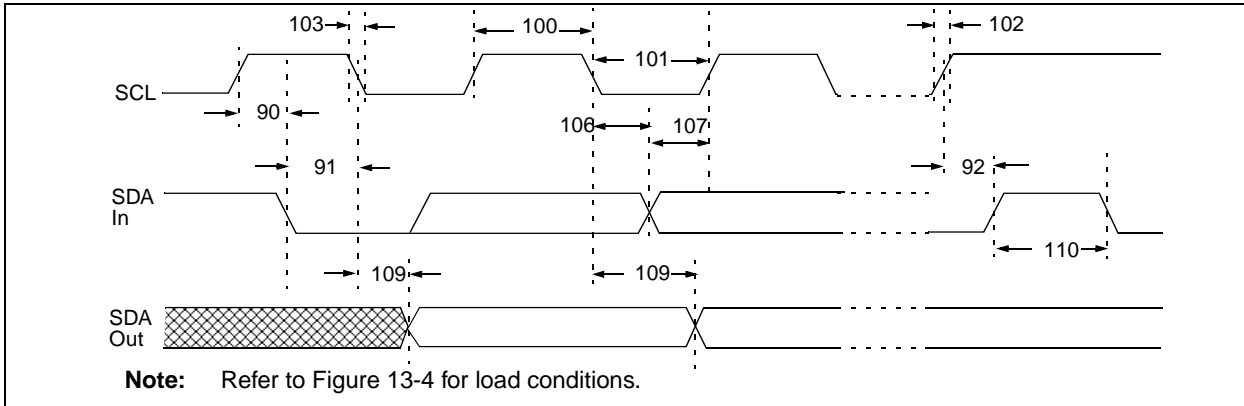 103 100 102
101
SCL
90 106 107
91 92
SDA
In
109 109 110
SDA
Out
Note: Refer to Figure 13-4 for load conditions.